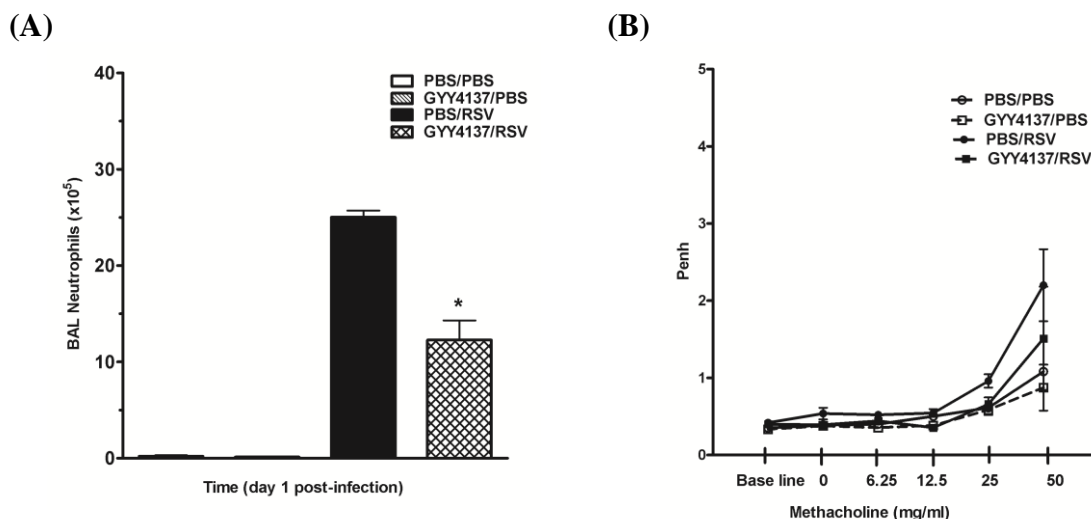 (A)
BAL Neutrophils (x10⁵)
40
30
20
10
0
PBS/PBS
GYY4137/PBS
PBS/RSV
GYY4137/RSV
*
Time (day 1 post-infection)
(B)
Penh
5
4
3
2
1
0
PBS/PBS
GYY4137/PBS
PBS/RSV
GYY4137/RSV
Base line 0 6.25 12.5 25 50
Methacholine (mg/ml)